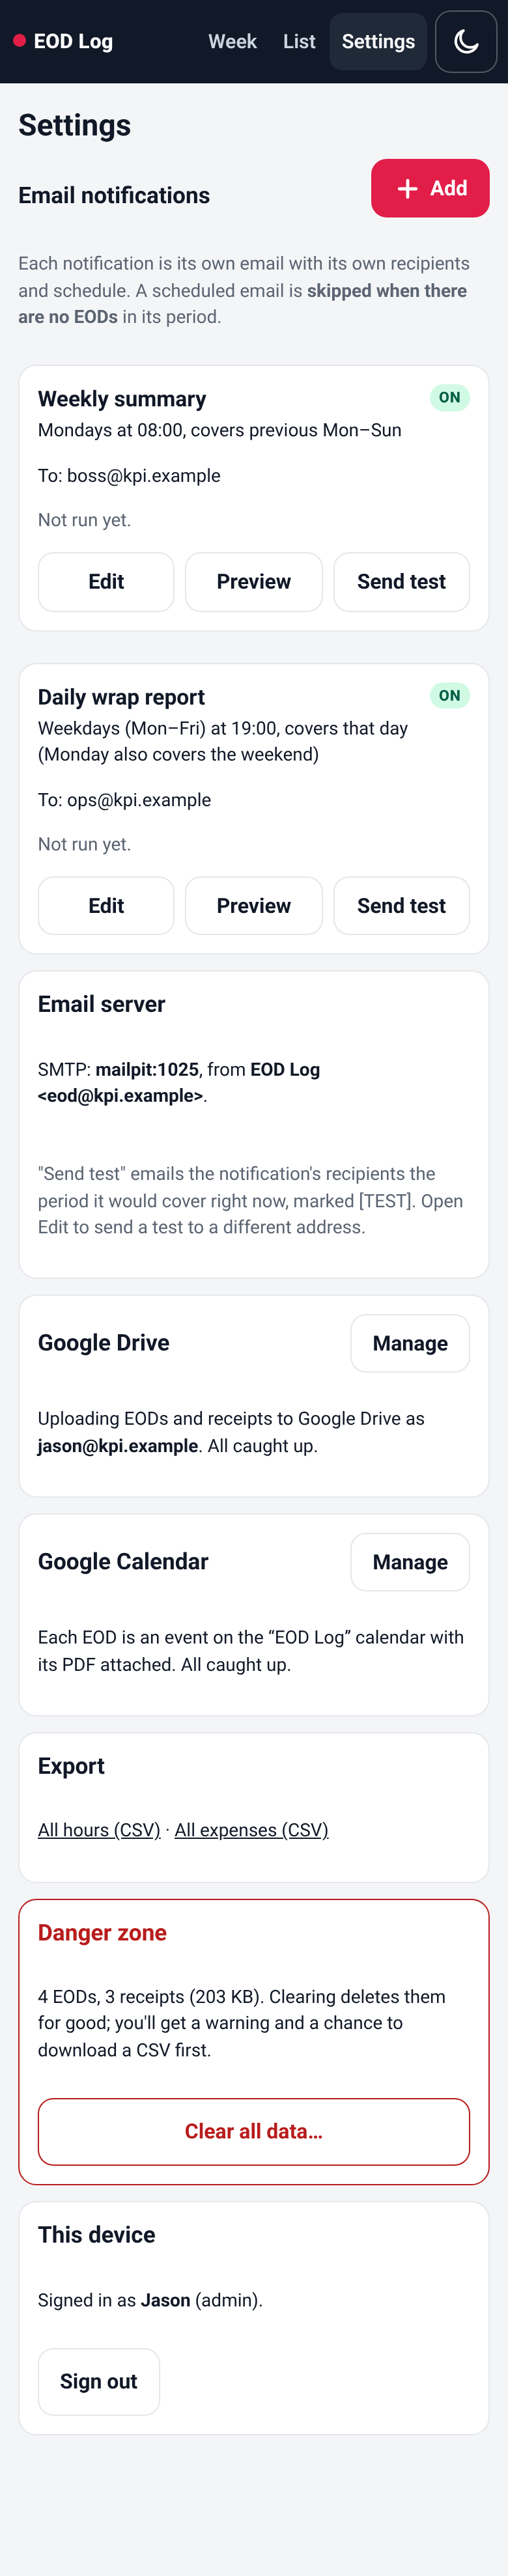 EOD Log
Week
List
Settings
Settings
Email notifications
Add
Each notification is its own email with its own recipients
and schedule. A scheduled email is skipped when there
are no EODs in its period.
Weekly summary
ON
Mondays at 08:00, covers previous Mon–Sun
To: boss@kpi.example
Not run yet.
Edit
Preview
Send test
Daily wrap report
ON
Weekdays (Mon–Fri) at 19:00, covers that day
(Monday also covers the weekend)
To: ops@kpi.example
Not run yet.
Edit
Preview
Send test
Email server
SMTP: mailpit:1025, from EOD Log
<eod@kpi.example>.
"Send test" emails the notification's recipients the
period it would cover right now, marked [TEST]. Open
Edit to send a test to a different address.
Google Drive
Manage
Uploading EODs and receipts to Google Drive as
jason@kpi.example. All caught up.
Google Calendar
Manage
Each EOD is an event on the “EOD Log” calendar with
its PDF attached. All caught up.
Export
All hours (CSV) · All expenses (CSV)
Danger zone
4 EODs, 3 receipts (203 KB). Clearing deletes them
for good; you'll get a warning and a chance to
download a CSV first.
Clear all data…
This device
Signed in as Jason (admin).
Sign out